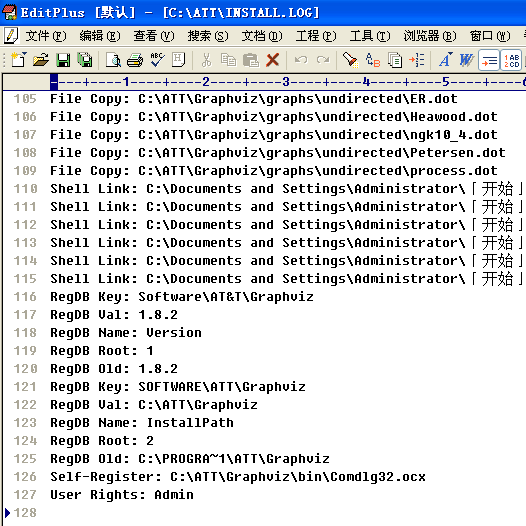 EditPlus [默认] - [C:\ATT\INSTALL.LOG]
文件(F) 编辑(E) 查看(V) 搜索(S) 文档(D) 工程(P) 工具(T) 浏览器(B) 窗口(W)
----+----1----+----2----+----3----+----4----+----5----+----6
105 File Copy: C:\ATT\Graphviz\graphs\undirected\ER.dot
106 File Copy: C:\ATT\Graphviz\graphs\undirected\Heawood.dot
107 File Copy: C:\ATT\Graphviz\graphs\undirected\ngk10_4.dot
108 File Copy: C:\ATT\Graphviz\graphs\undirected\Petersen.dot
109 File Copy: C:\ATT\Graphviz\graphs\undirected\process.dot
110 Shell Link: C:\Documents and Settings\Administrator\「开始」
111 Shell Link: C:\Documents and Settings\Administrator\「开始」
112 Shell Link: C:\Documents and Settings\Administrator\「开始」
113 Shell Link: C:\Documents and Settings\Administrator\「开始」
114 Shell Link: C:\Documents and Settings\Administrator\「开始」
115 Shell Link: C:\Documents and Settings\Administrator\「开始」
116 RegDB Key: Software\AT&T\Graphviz
117 RegDB Val: 1.8.2
118 RegDB Name: Version
119 RegDB Root: 1
120 RegDB Old: 1.8.2
121 RegDB Key: SOFTWARE\ATT\Graphviz
122 RegDB Val: C:\ATT\Graphviz
123 RegDB Name: InstallPath
124 RegDB Root: 2
125 RegDB Old: C:\PROGRA~1\ATT\Graphviz
126 Self-Register: C:\ATT\Graphviz\bin\Comdlg32.ocx
127 User Rights: Admin
128